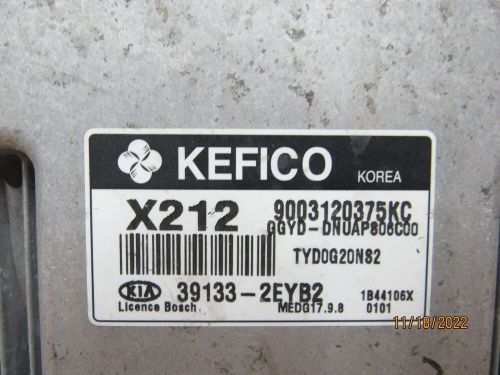 KEFICO KOREA
X212 9003120375KC
GGYD-DNUAP806C00
TYD0G20NS2
KIA 39133-2EYB2 1B44106X
Licence Bosch MEDG17.9.8 0101
11/18/2022